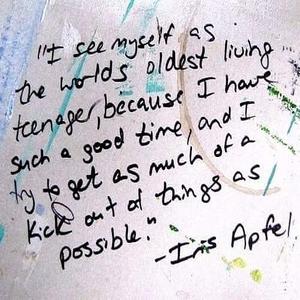 "I see myself as
the worlds oldest living
teenager, because I have
such a good time, and I
try to get as much of a
kick out of things as
possible."
-Iris Apfel